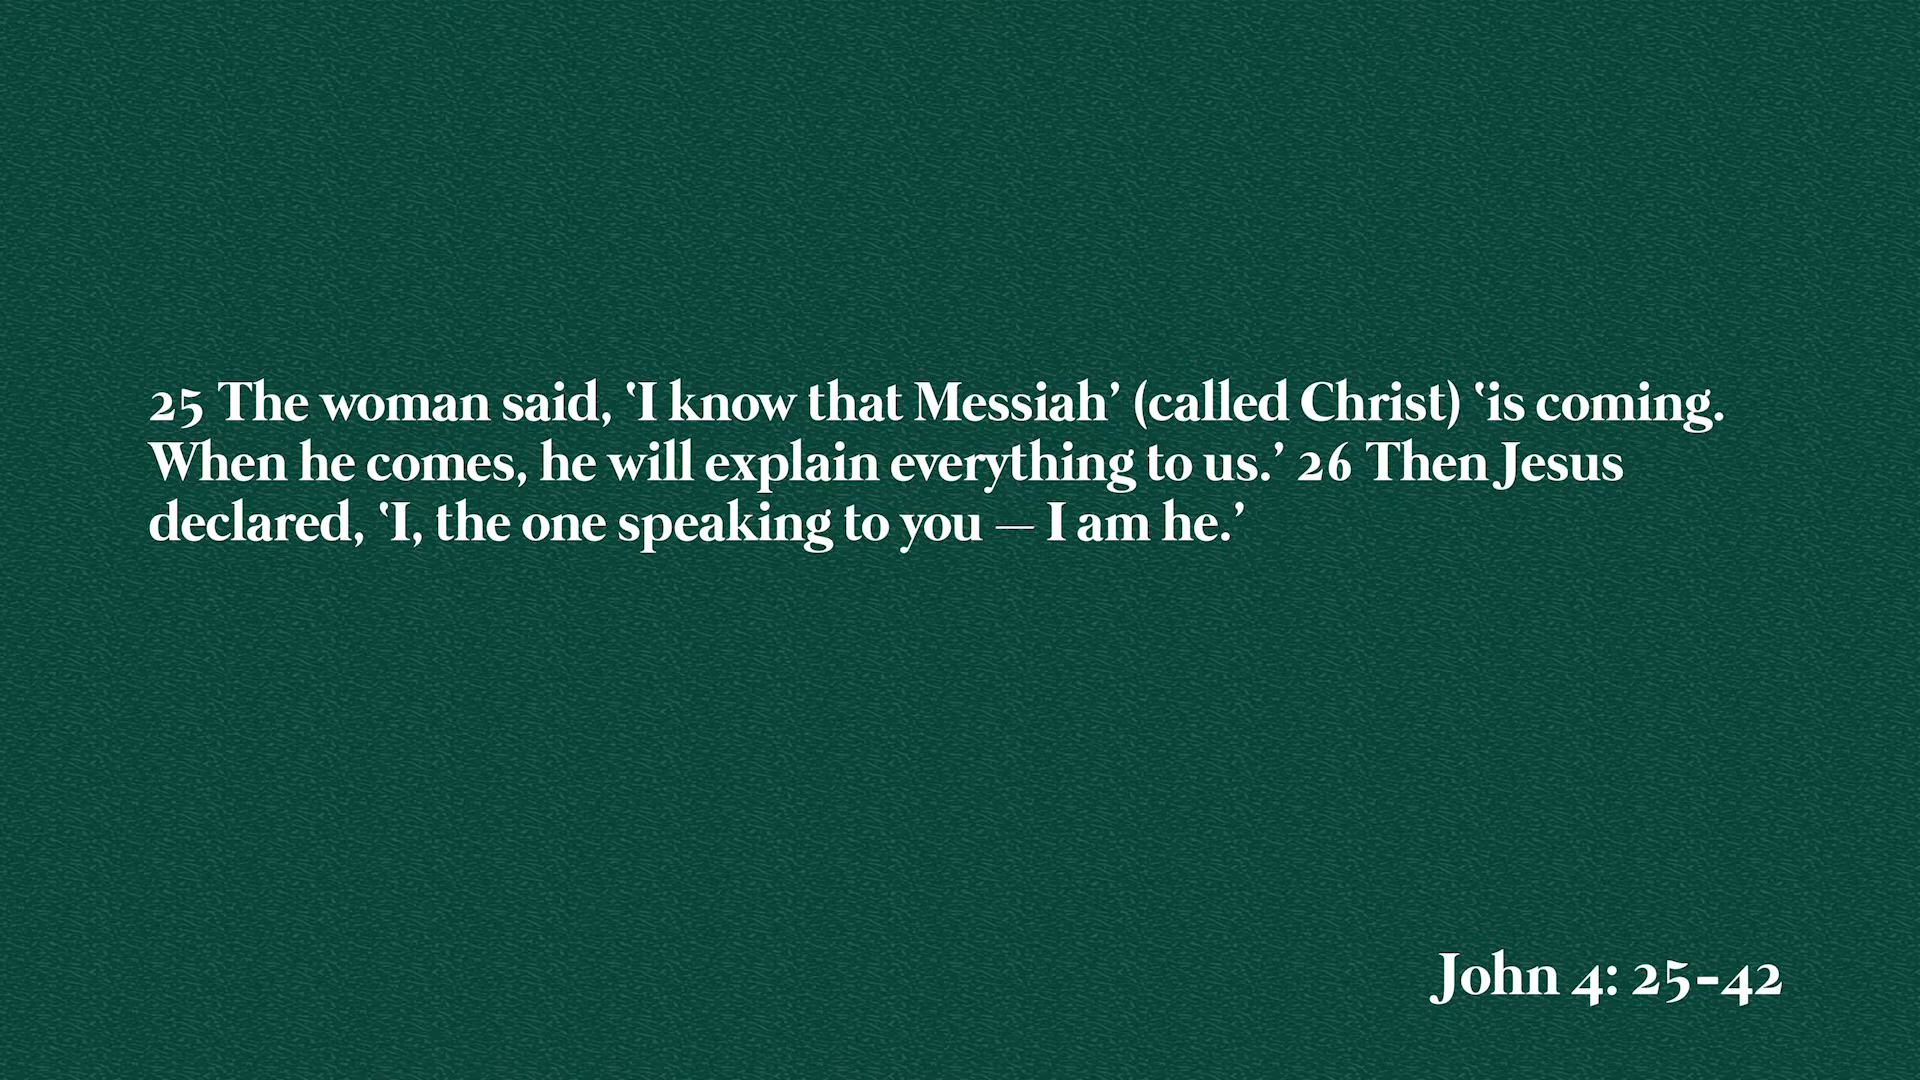 25 The woman said, ‘I know that Messiah’ (called Christ) ‘is coming.
When he comes, he will explain everything to us.’ 26 Then Jesus
declared, ‘I, the one speaking to you – I am he.’
John 4: 25-42